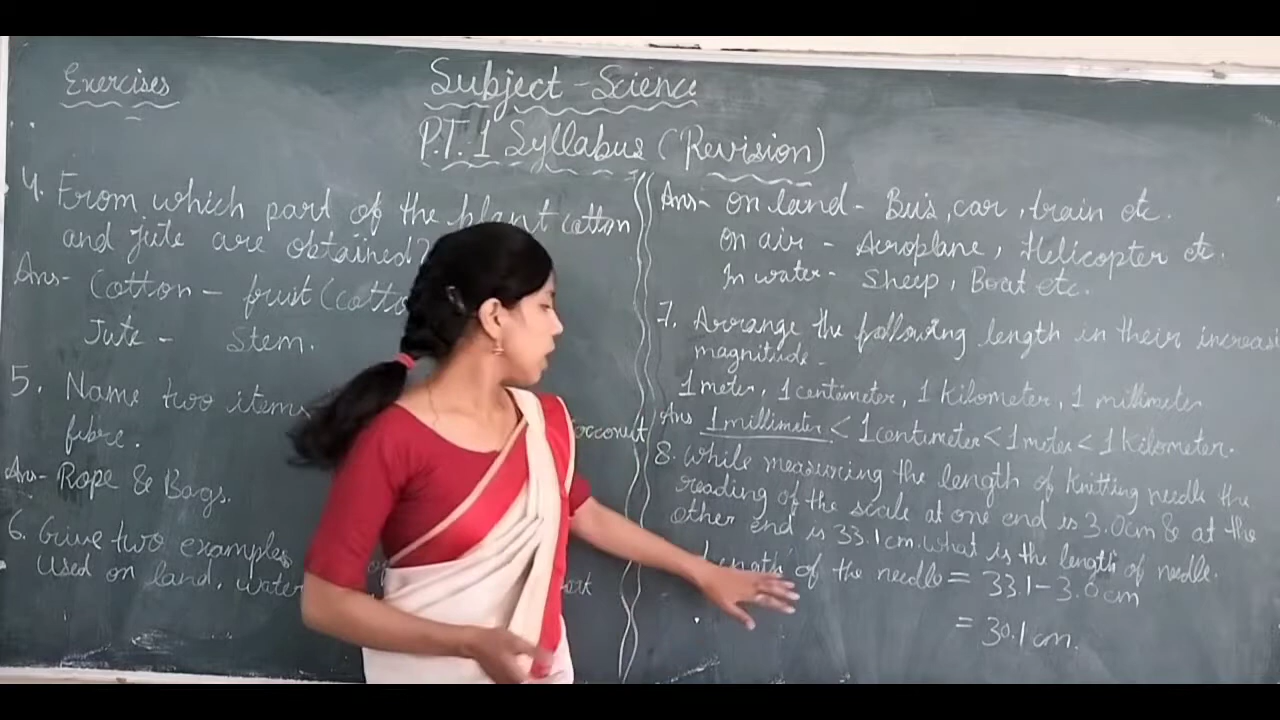 Exercises
Subject - Science
P.T. 1 Syllabus (Revision)
4. From which part of the plant cotton
and Jute are obtained?
Ans- Cotton - fruit (cotto
Jute - Stem.
5. Name two items
fibre.
Ans- Rope & Bags.
6. Give two examples
used on land, water
Ans- on land - Bus, car, train etc.
On air - Aeroplane, Helicopter etc.
In water - Sheep, Boat etc.
7. Arrange the following length in their increasi
magnitude -
1 meter, 1 centimeter, 1 Kilometer, 1 millimeter
Ans 1 millimeter < 1 centimeter < 1 meter < 1 Kilometer.
8. While measuring the length of knitting needle the
reading of the scale at one end is 3.0cm & at the
other end is 33.1cm. what is the length of needle.
Length of the needle = 33.1 - 3.0 cm
= 30.1 cm.